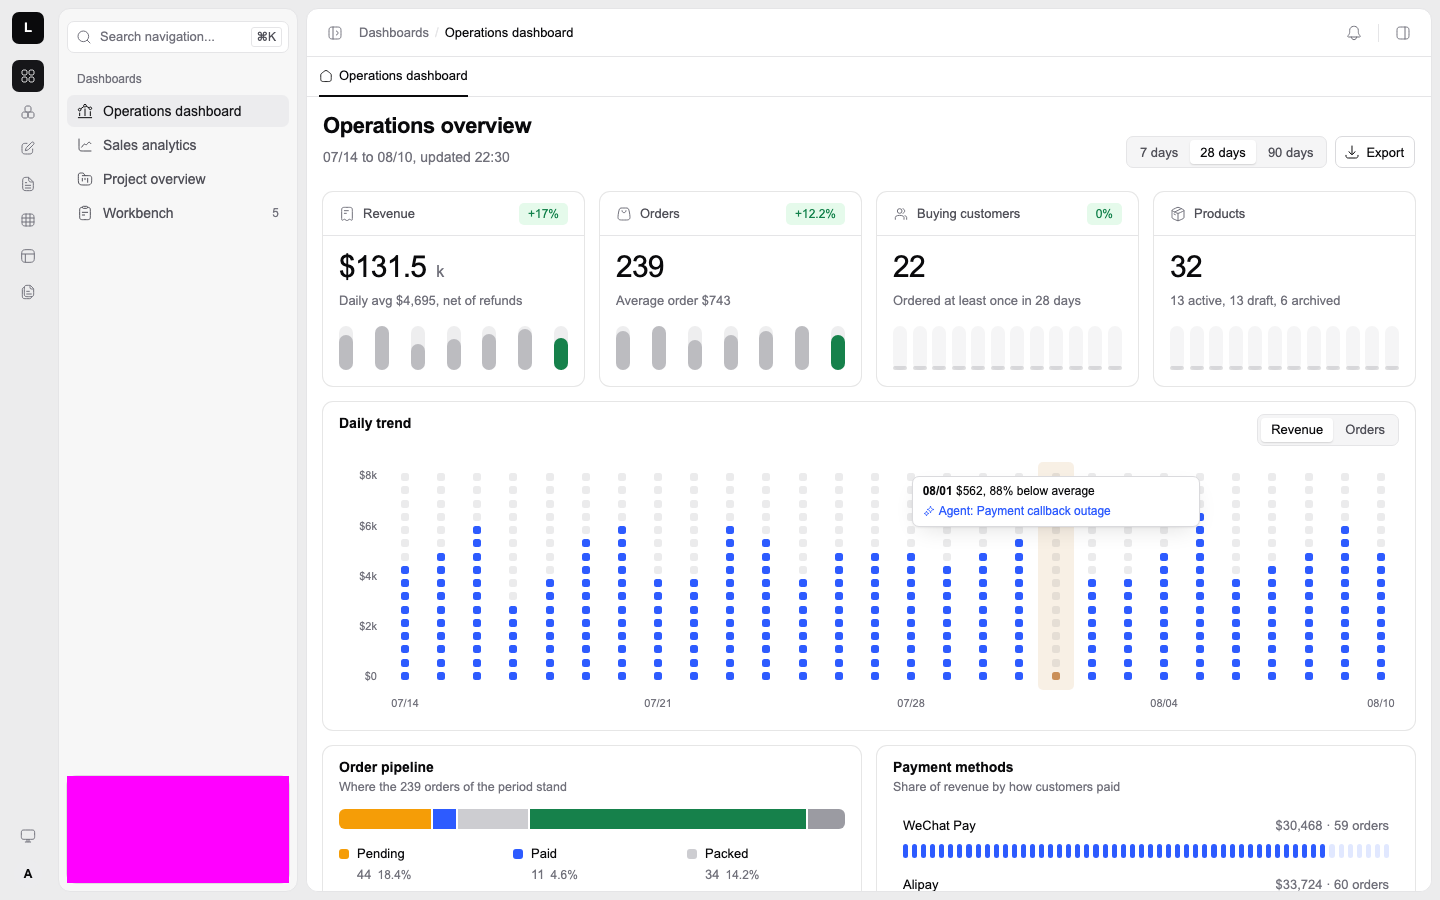 L
Search navigation...
⌘K
Dashboards
Operations dashboard
Sales analytics
Project overview
Workbench
5
A
Dashboards / Operations dashboard
Operations dashboard
Operations overview
07/14 to 08/10, updated 22:30
7 days
28 days
90 days
Export
Revenue
+17%
$131.5 k
Daily avg $4,695, net of refunds
Orders
+12.2%
239
Average order $743
Buying customers
0%
22
Ordered at least once in 28 days
Products
32
13 active, 13 draft, 6 archived
Daily trend
Revenue
Orders
$8k
$6k
$4k
$2k
$0
08/01 $562, 88% below average
Agent: Payment callback outage
07/14
07/21
07/28
08/04
08/10
Order pipeline
Where the 239 orders of the period stand
Pending
44 18.4%
Paid
11 4.6%
Packed
34 14.2%
Payment methods
Share of revenue by how customers paid
WeChat Pay
$30,468 · 59 orders
Alipay
$33,724 · 60 orders